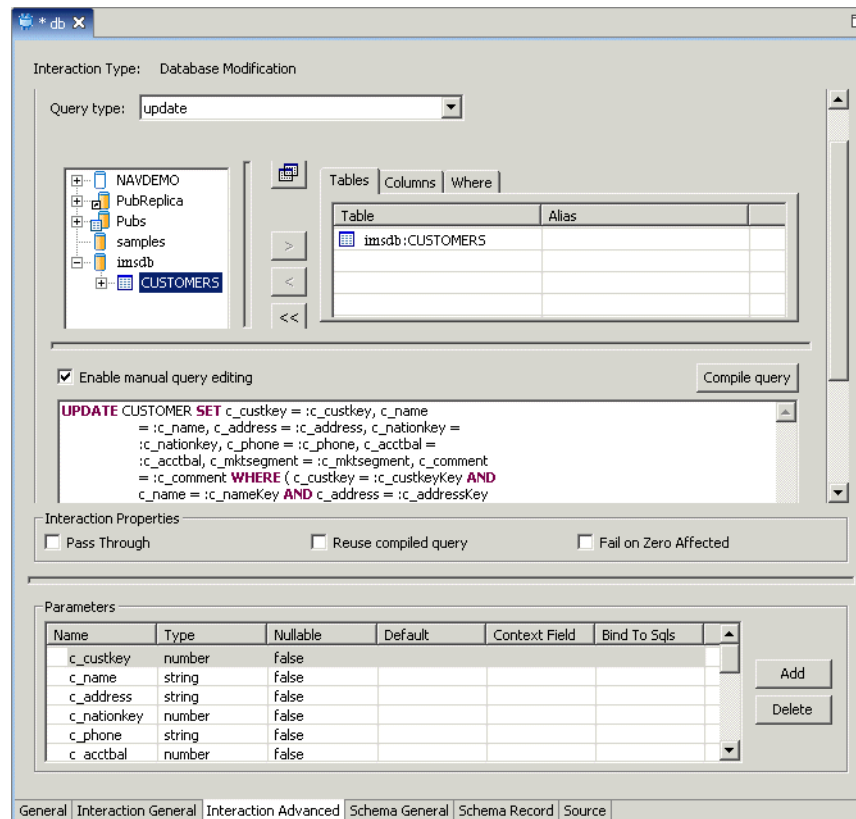 * db
Interaction Type: Database Modification
Query type: update
NAVDEMO
PubReplica
Pubs
samples
imsdb
CUSTOMERS
>
<
<<
Tables Columns Where
Table Alias
imsdb:CUSTOMERS
Enable manual query editing Compile query
UPDATE CUSTOMER SET c_custkey = :c_custkey, c_name
= :c_name, c_address = :c_address, c_nationkey =
:c_nationkey, c_phone = :c_phone, c_acctbal =
:c_acctbal, c_mktsegment = :c_mktsegment, c_comment
= :c_comment WHERE ( c_custkey = :c_custkeyKey AND
c_name = :c_nameKey AND c_address = :c_addressKey
Interaction Properties
Pass Through Reuse compiled query Fail on Zero Affected
Parameters
Name Type Nullable Default Context Field Bind To Sqls
c_custkey number false
c_name string false
c_address string false
c_nationkey number false
c_phone string false
c_acctbal number false
Add
Delete
General Interaction General Interaction Advanced Schema General Schema Record Source